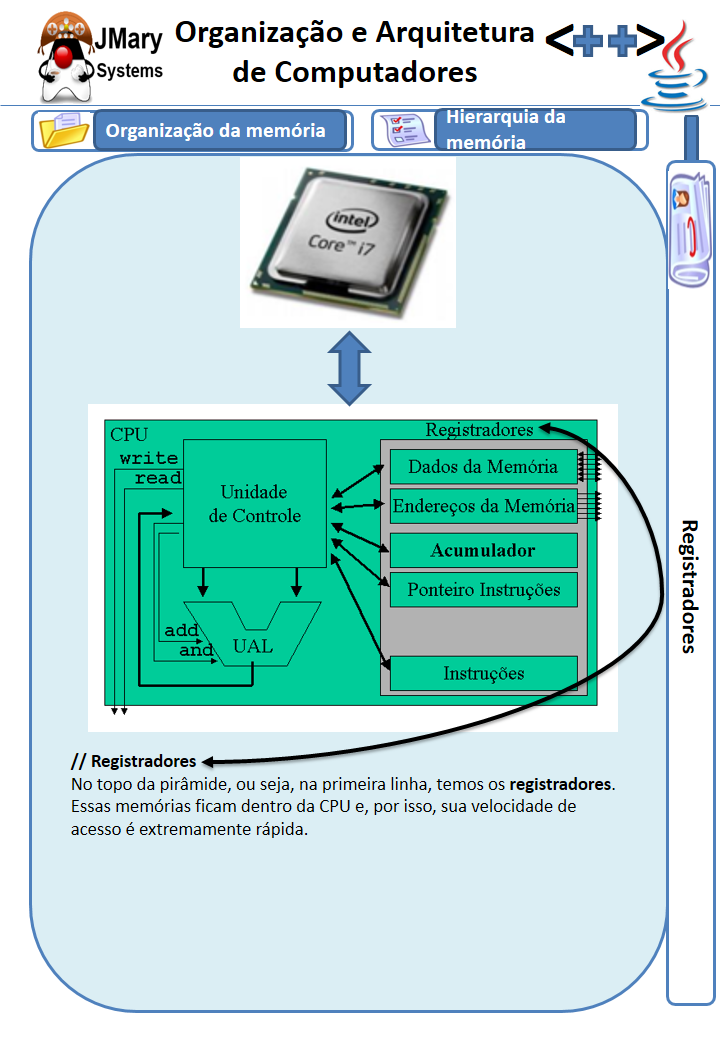 JMary
Systems
Organização e Arquitetura
de Computadores
<++>
Organização da memória
Hierarquia da
memória
intel
Core™ i7
CPU
Registradores
write
read
Unidade
de Controle
Dados da Memória
Endereços da Memória
Acumulador
Ponteiro Instruções
add
and
UAL
Instruções
Registradores
// Registradores
No topo da pirâmide, ou seja, na primeira linha, temos os registradores.
Essas memórias ficam dentro da CPU e, por isso, sua velocidade de
acesso é extremamente rápida.